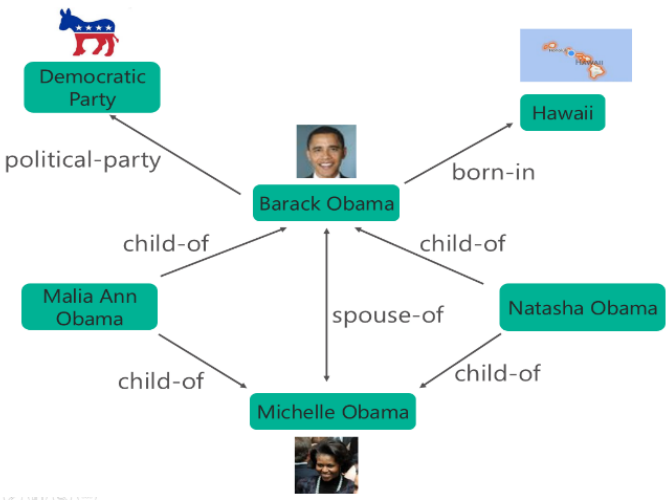 Democratic
Party
Hawaii
political-party
born-in
Barack Obama
child-of
child-of
Malia Ann
Obama
spouse-of
Natasha Obama
child-of
child-of
Michelle Obama